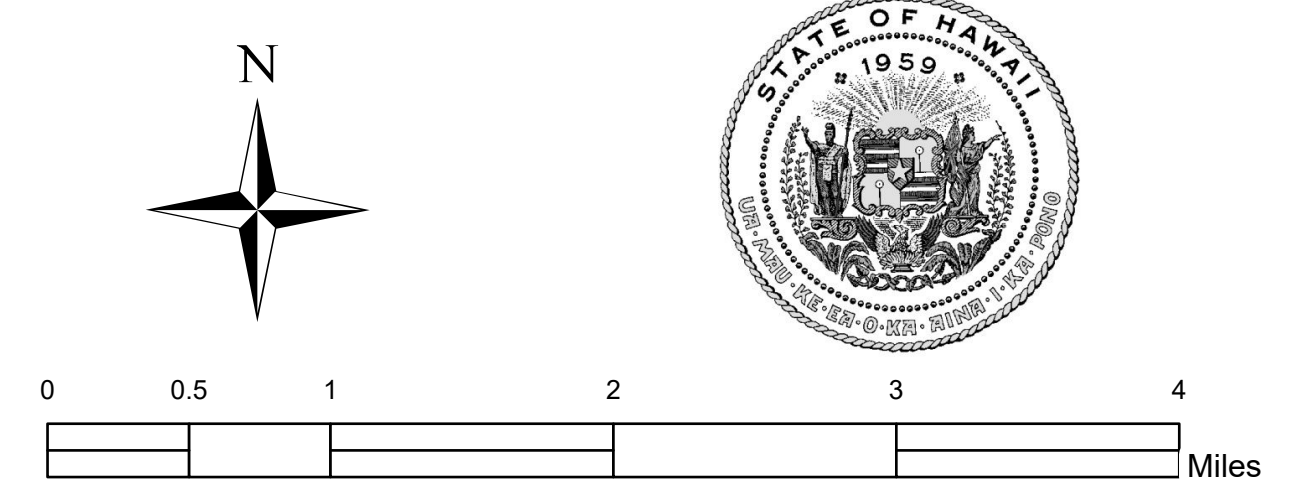 N
STATE OF HAWAII
1959
UA·MAU·KE·EA·O·KA·AINA·I·KA·PONO
0 0.5 1 2 3 4
Miles